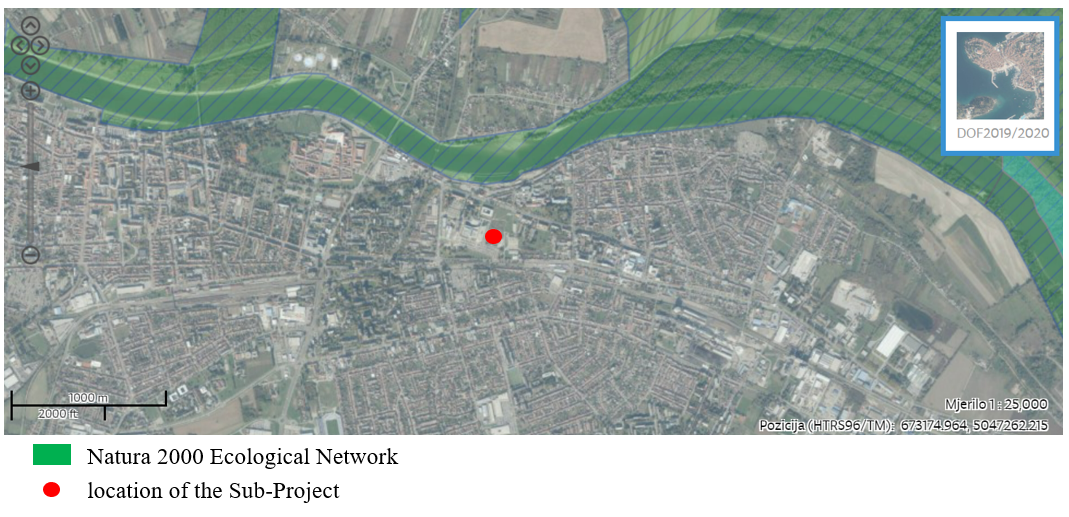 DOF2019/2020
1000 m
2000 ft
Mjerilo 1 : 25,000
Pozicija (HTRS96/TM): 673174.964, 5047262.215
Natura 2000 Ecological Network
location of the Sub-Project